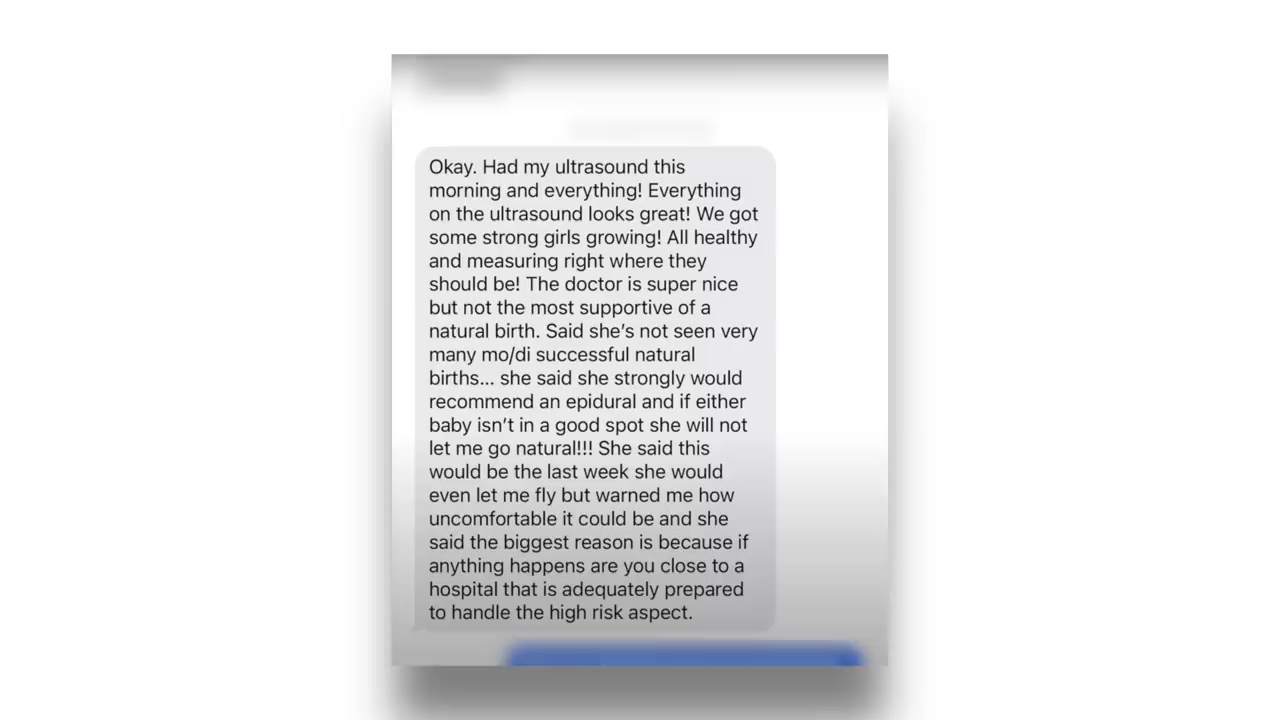 Okay. Had my ultrasound this
morning and everything! Everything
on the ultrasound looks great! We got
some strong girls growing! All healthy
and measuring right where they
should be! The doctor is super nice
but not the most supportive of a
natural birth. Said she’s not seen very
many mo/di successful natural
births... she said she strongly would
recommend an epidural and if either
baby isn’t in a good spot she will not
let me go natural!!! She said this
would be the last week she would
even let me fly but warned me how
uncomfortable it could be and she
said the biggest reason is because if
anything happens are you close to a
hospital that is adequately prepared
to handle the high risk aspect.